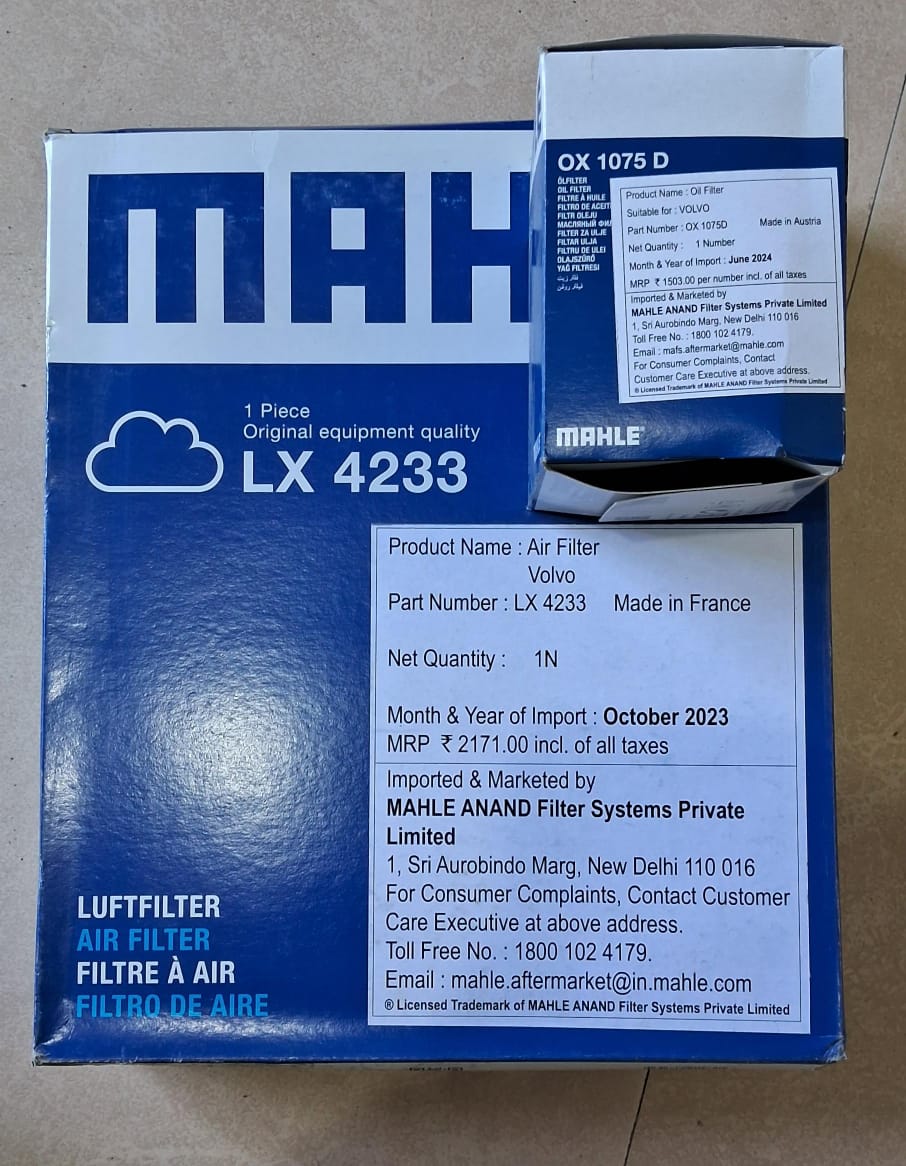 MAH
1 Piece
Original equipment quality
LX 4233
Product Name : Air Filter
Volvo
Part Number : LX 4233 Made in France
Net Quantity : 1N
Month & Year of Import : October 2023
MRP ₹ 2171.00 incl. of all taxes
Imported & Marketed by
MAHLE ANAND Filter Systems Private
Limited
1, Sri Aurobindo Marg, New Delhi 110 016
For Consumer Complaints, Contact Customer
Care Executive at above address.
Toll Free No. : 1800 102 4179.
Email : mahle.aftermarket@in.mahle.com
® Licensed Trademark of MAHLE ANAND Filter Systems Private Limited
LUFTFILTER
AIR FILTER
FILTRE À AIR
FILTRO DE AIRE
OX 1075 D
ÖLFILTER
OIL FILTER
FILTRE À HUILE
FILTRO DE ACEIT
FILTR OLEJU
МАСЛЯНЫЙ ФИ
FILTER ZA ULJE
FILTAR ULJA
FILTRU DE ULEI
OLAJSZŰRŐ
YAĞ FILTRESI
فلتر زيت
فیلتر روغن
Product Name : Oil Filter
Suitable for : VOLVO
Part Number : OX 1075D Made in Austria
Net Quantity : 1 Number
Month & Year of Import : June 2024
MRP ₹ 1503.00 per number incl. of all taxes
Imported & Marketed by
MAHLE ANAND Filter Systems Private Limited
1, Sri Aurobindo Marg, New Delhi 110 016
Toll Free No. : 1800 102 4179.
Email : mafs.aftermarket@mahle.com
For Consumer Complaints, Contact
Customer Care Executive at above address.
® Licensed Trademark of MAHLE ANAND Filter Systems Private Limited
MAHLE®